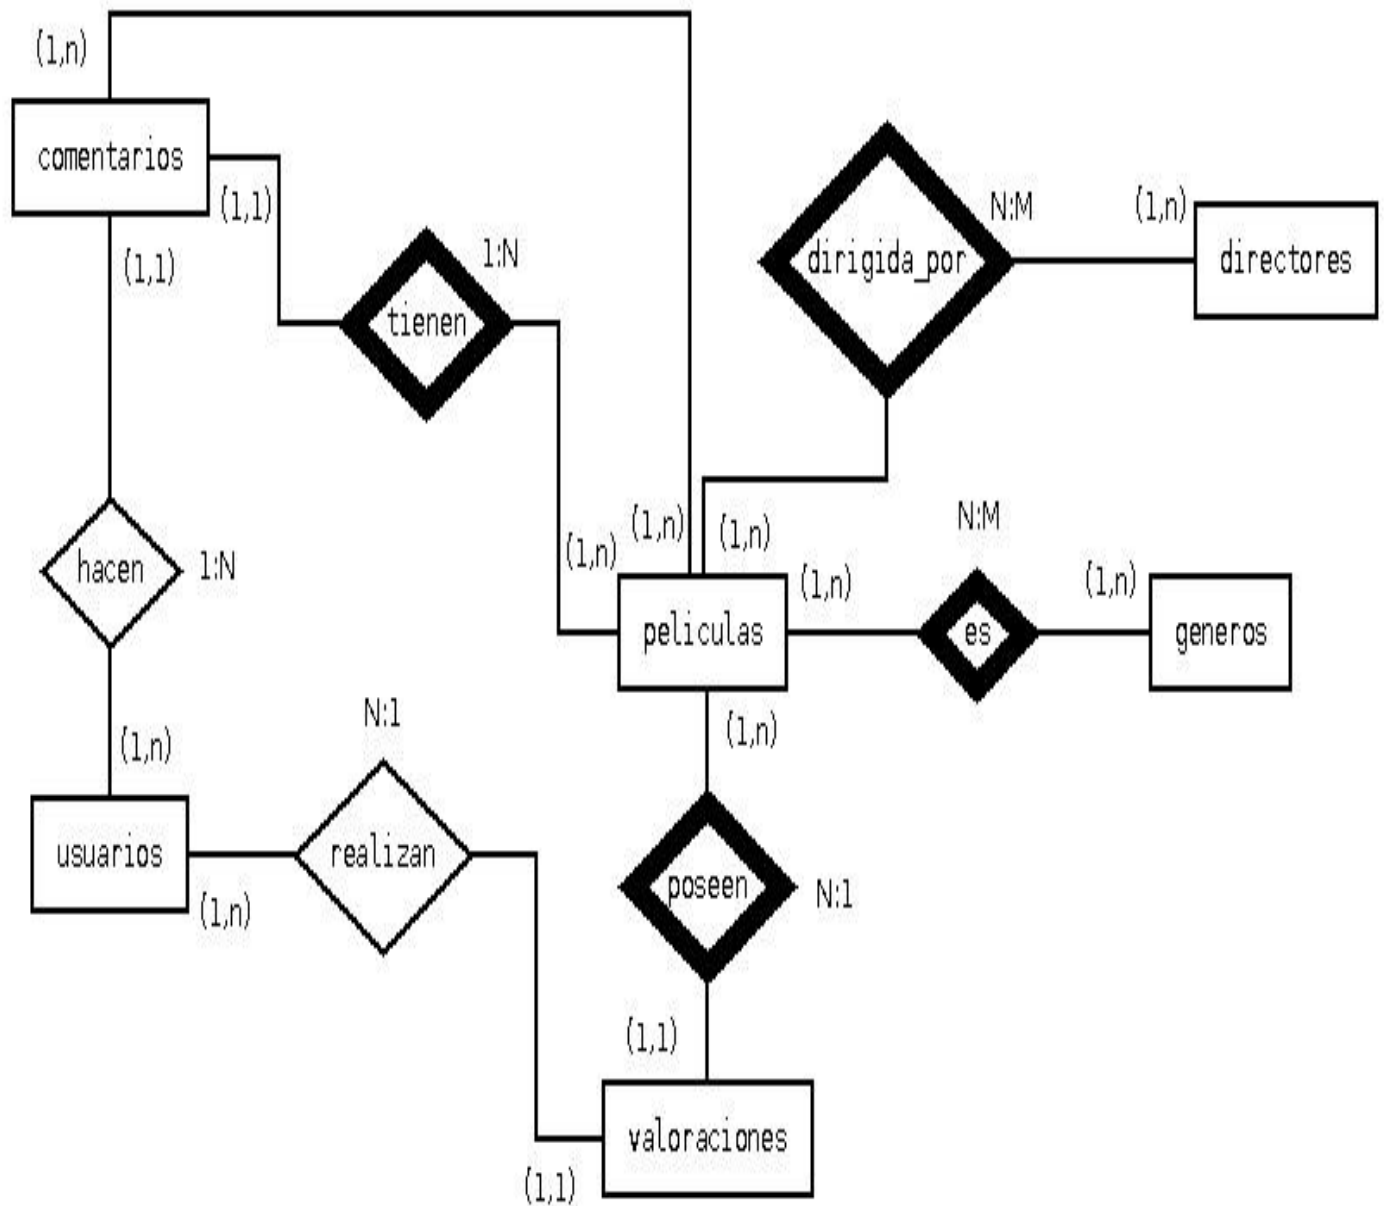 (1,n)
comentarios
(1,1)
(1,1)
tienen
1:N
dirigida_por
N:M
(1,n)
directores
hacen
1:N
(1,n)
(1,n)
(1,n)
peliculas
(1,n)
N:M
es
(1,n)
generos
(1,n)
usuarios
(1,n)
N:1
realizan
(1,n)
poseen
N:1
(1,1)
valoraciones
(1,1)